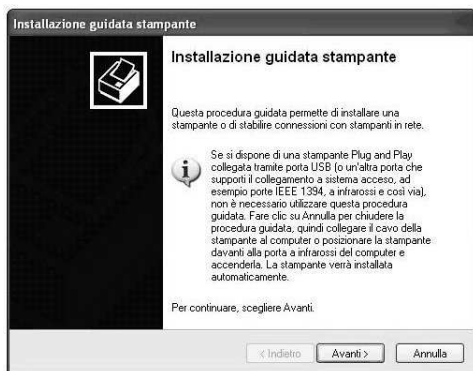 Installazione guidata stampante
Installazione guidata stampante
Questa procedura guidata permette di installare una
stampante o di stabilire connessioni con stampanti in rete.
Se si dispone di una stampante Plug and Play
collegata tramite porta USB (o un'altra porta che
supporti il collegamento a sistema acceso, ad
esempio porte IEEE 1394, a infrarossi e così via),
non è necessario utilizzare questa procedura
guidata. Fare clic su Annulla per chiudere la
procedura guidata, quindi collegare il cavo della
stampante al computer o posizionare la stampante
davanti alla porta a infrarossi del computer e
accenderla. La stampante verrà installata
automaticamente.
Per continuare, scegliere Avanti.
< Indietro Avanti > Annulla